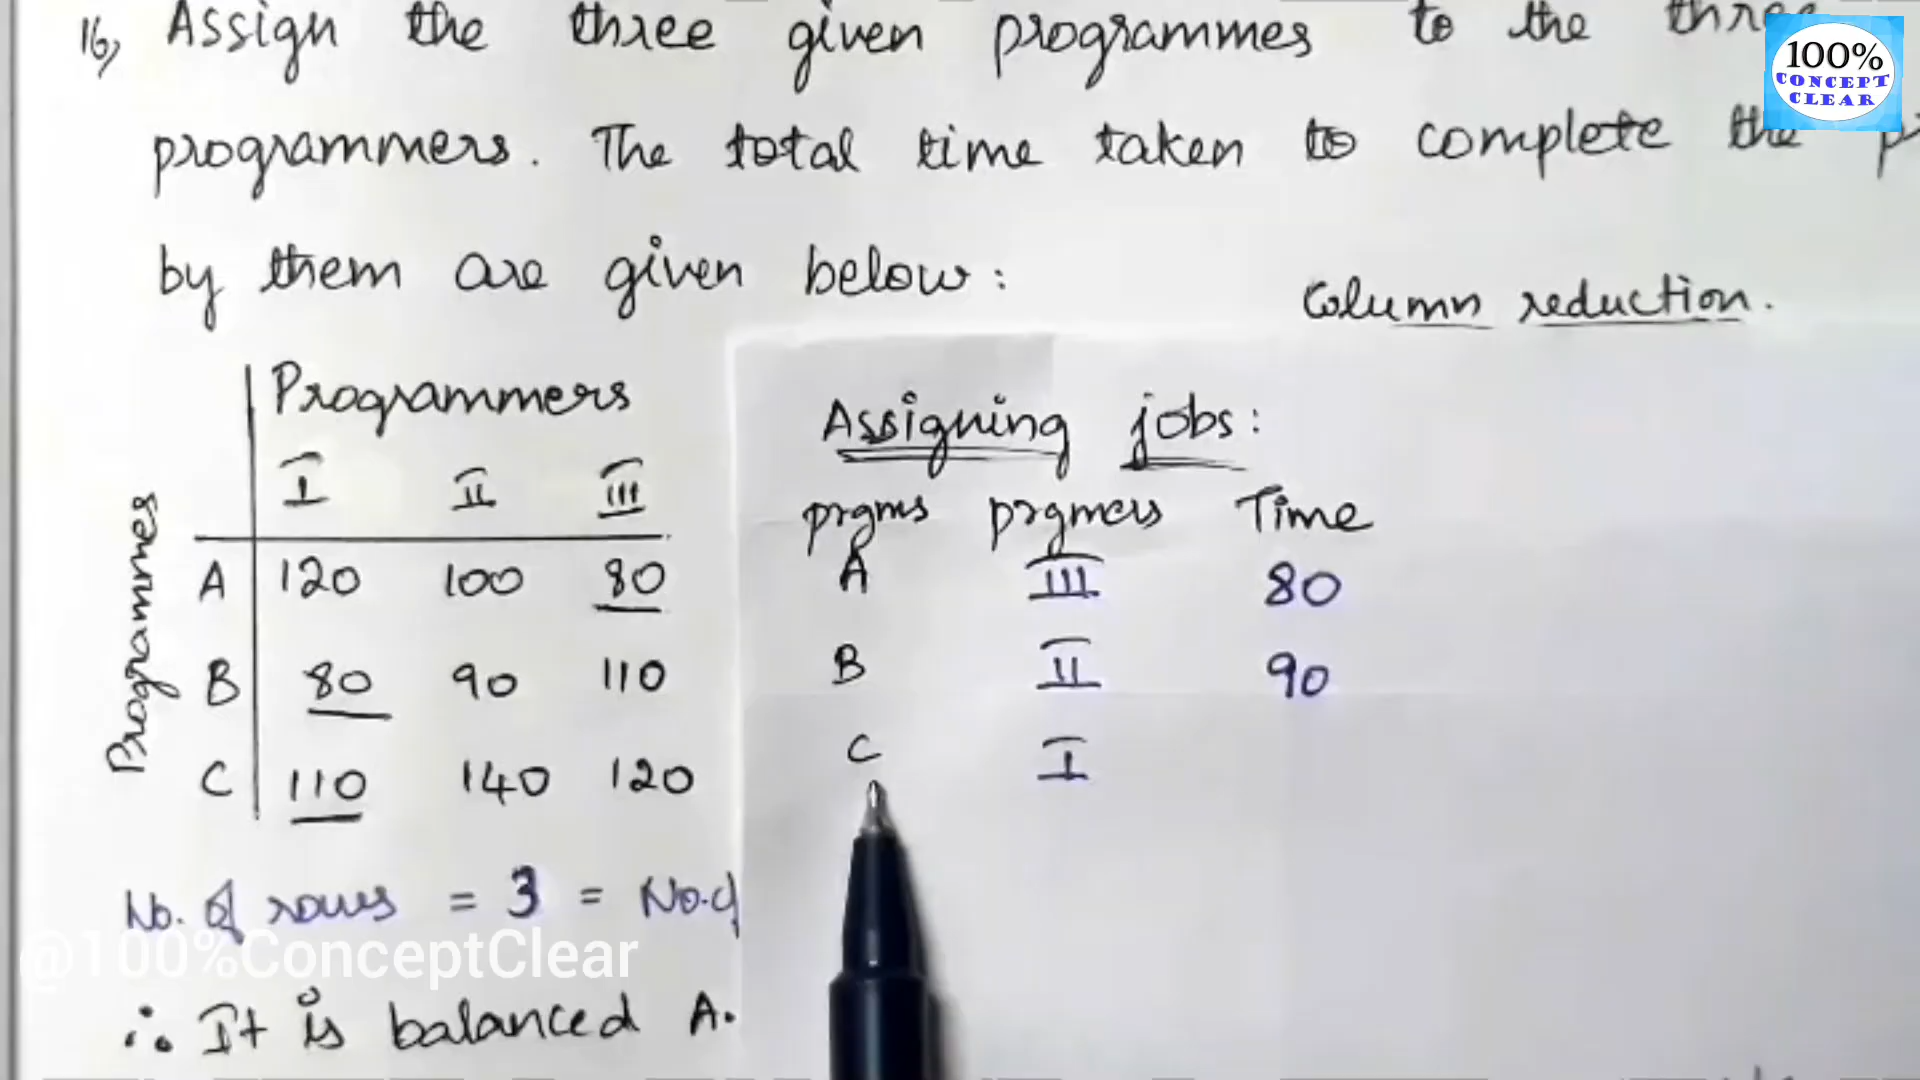 16, Assign the three given programmes to the three
100%
CONCEPT
CLEAR
programmers. The total time taken to complete the
by them are given below:
Column reduction.
Programmers
I II III
Programmes
A 120 100 80
B 80 90 110
C 110 140 120
Assigning jobs:
prgms prgmers Time
A III 80
B II 90
C I
No. of rows = 3 = No. of
@100%ConceptClear
∴ It is balanced A.